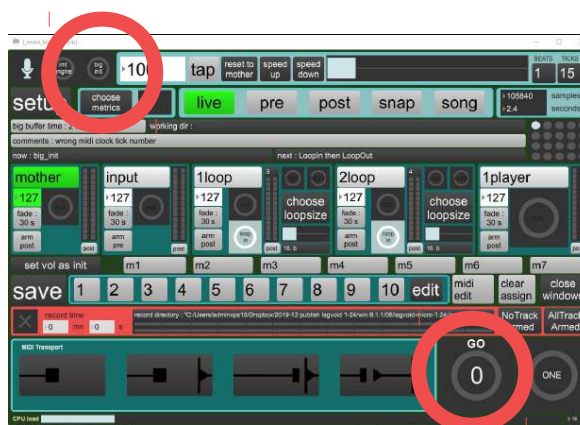 big init
100
tap
reset to mother
speed up
speed down
BEATS TICKS
1 15
setup
choose metrics
live pre post snap song
105840 samples
2.4 seconds
big buffer time : 2
working dir :
comments : wrong midi clock tick number
now : big_init
next : LoopIn then LoopOut
mother input 1loop 2loop 1player
127 127 127 127 127
3
4
choose loopsize
choose loopsize
fade : 30 s
fade : 30 s
fade : 30 s
fade : 30 s
fade : 30 s
arm post
arm pre
arm post
arm post
arm post
loop in
loop in
post post post post post
16. b
16. b
set vol as init
m1 m2 m3 m4 m5 m6 m7
save 1 2 3 4 5 6 7 8 9 10 edit
midi edit
clear assign
close windows
record time
0 mn 0 s
NoTrack Armed
AllTrack Armed
MIDI Transport
GO
0
ONE
CPU load